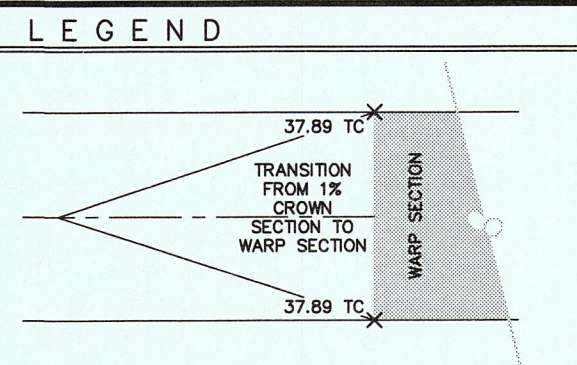 LEGEND
37.89 TC
TRANSITION
FROM 1%
CROWN
SECTION TO
WARP SECTION
WARP SECTION
37.89 TC